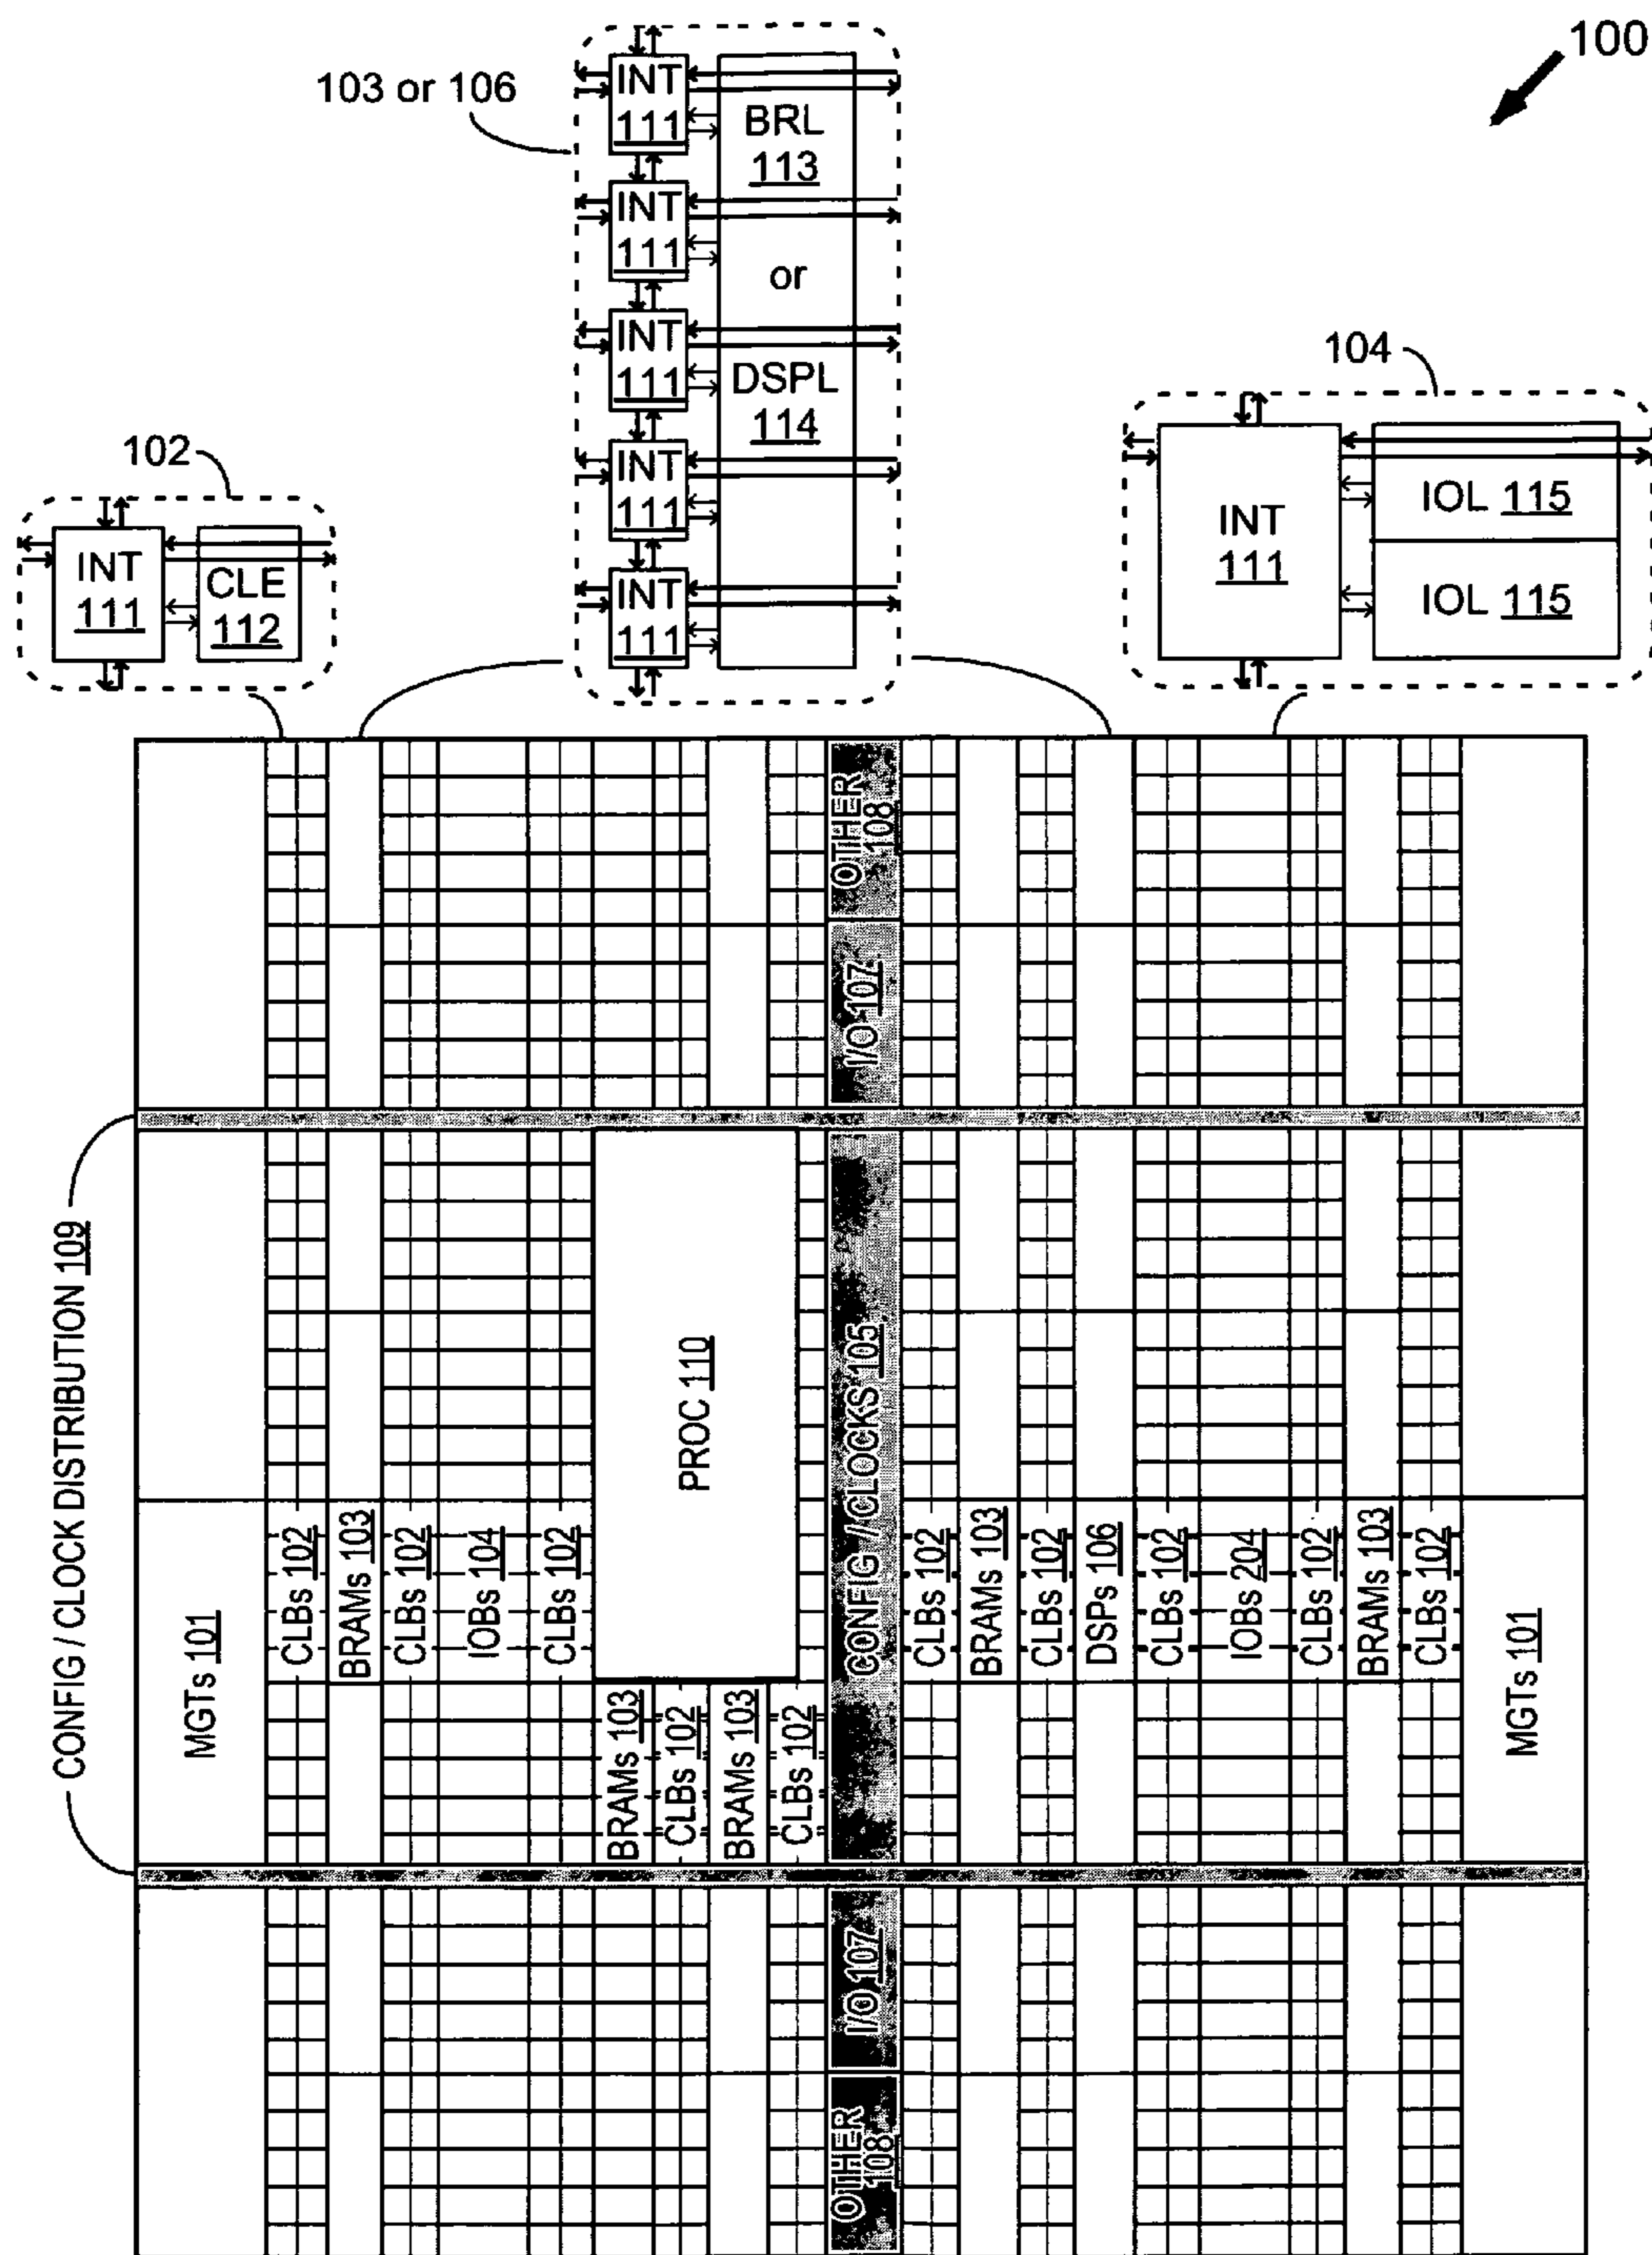 100
103 or 106
INT
111
INT
111
INT
111
INT
111
INT
111
BRL
113
or
DSPL
114
104
INT
111
IOL 115
IOL 115
102
INT
111
CLE
112
CONFIG / CLOCK DISTRIBUTION 109
OTHER
108
I/O 107
CONFIG / CLOCKS 105
I/O 107
OTHER
108
PROC 110
MGTs 101
CLBs 102
BRAMs 103
CLBs 102
IOBs 104
CLBs 102
BRAMs 103
CLBs 102
BRAMs 103
CLBs 102
CLBs 102
BRAMs 103
CLBs 102
DSPs 106
CLBs 102
IOBs 204
CLBs 102
BRAMs 103
CLBs 102
MGTs 101